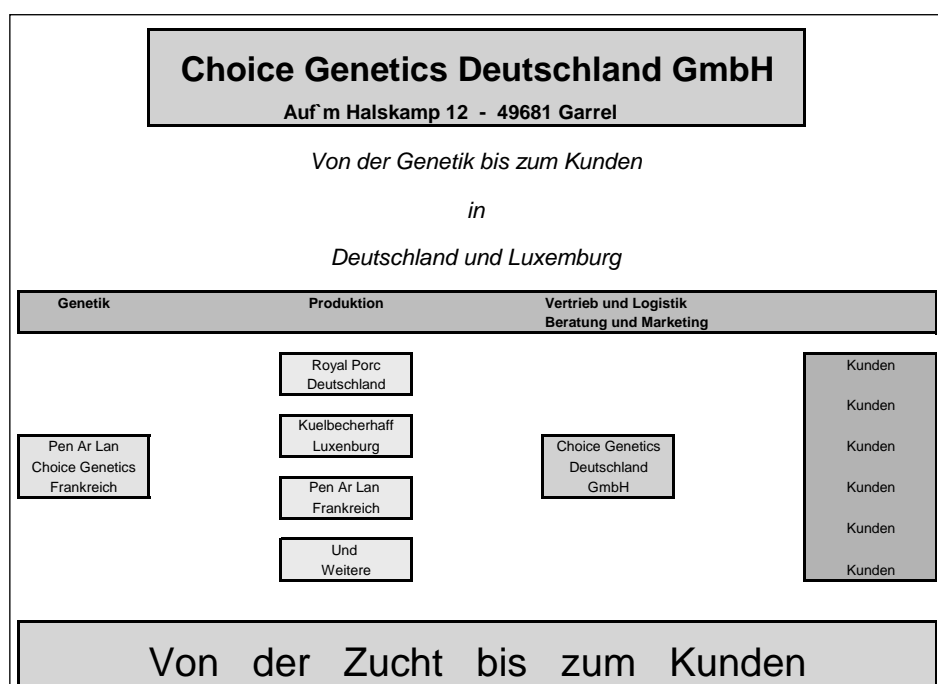 Choice Genetics Deutschland GmbH
Auf`m Halskamp 12 - 49681 Garrel
Von der Genetik bis zum Kunden
in
Deutschland und Luxemburg
Genetik Produktion Vertrieb und Logistik
Beratung und Marketing
Royal Porc
Deutschland
Kuelbecherhaff
Luxenburg
Pen Ar Lan
Choice Genetics
Frankreich
Pen Ar Lan
Frankreich
Und
Weitere
Choice Genetics
Deutschland
GmbH
Kunden
Kunden
Kunden
Kunden
Kunden
Kunden
Von der Zucht bis zum Kunden